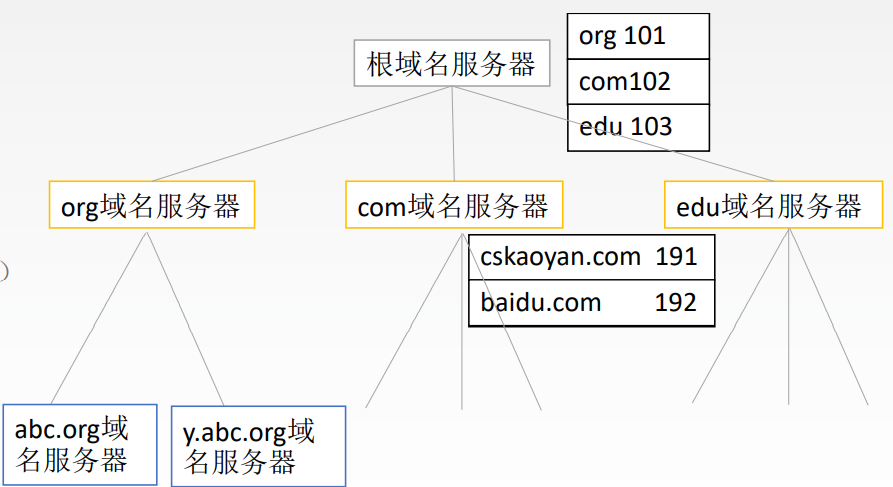 根域名服务器
org 101
com102
edu 103
org域名服务器
com域名服务器
edu域名服务器
cskaoyan.com 191
baidu.com 192
）
abc.org域
名服务器
y.abc.org域
名服务器